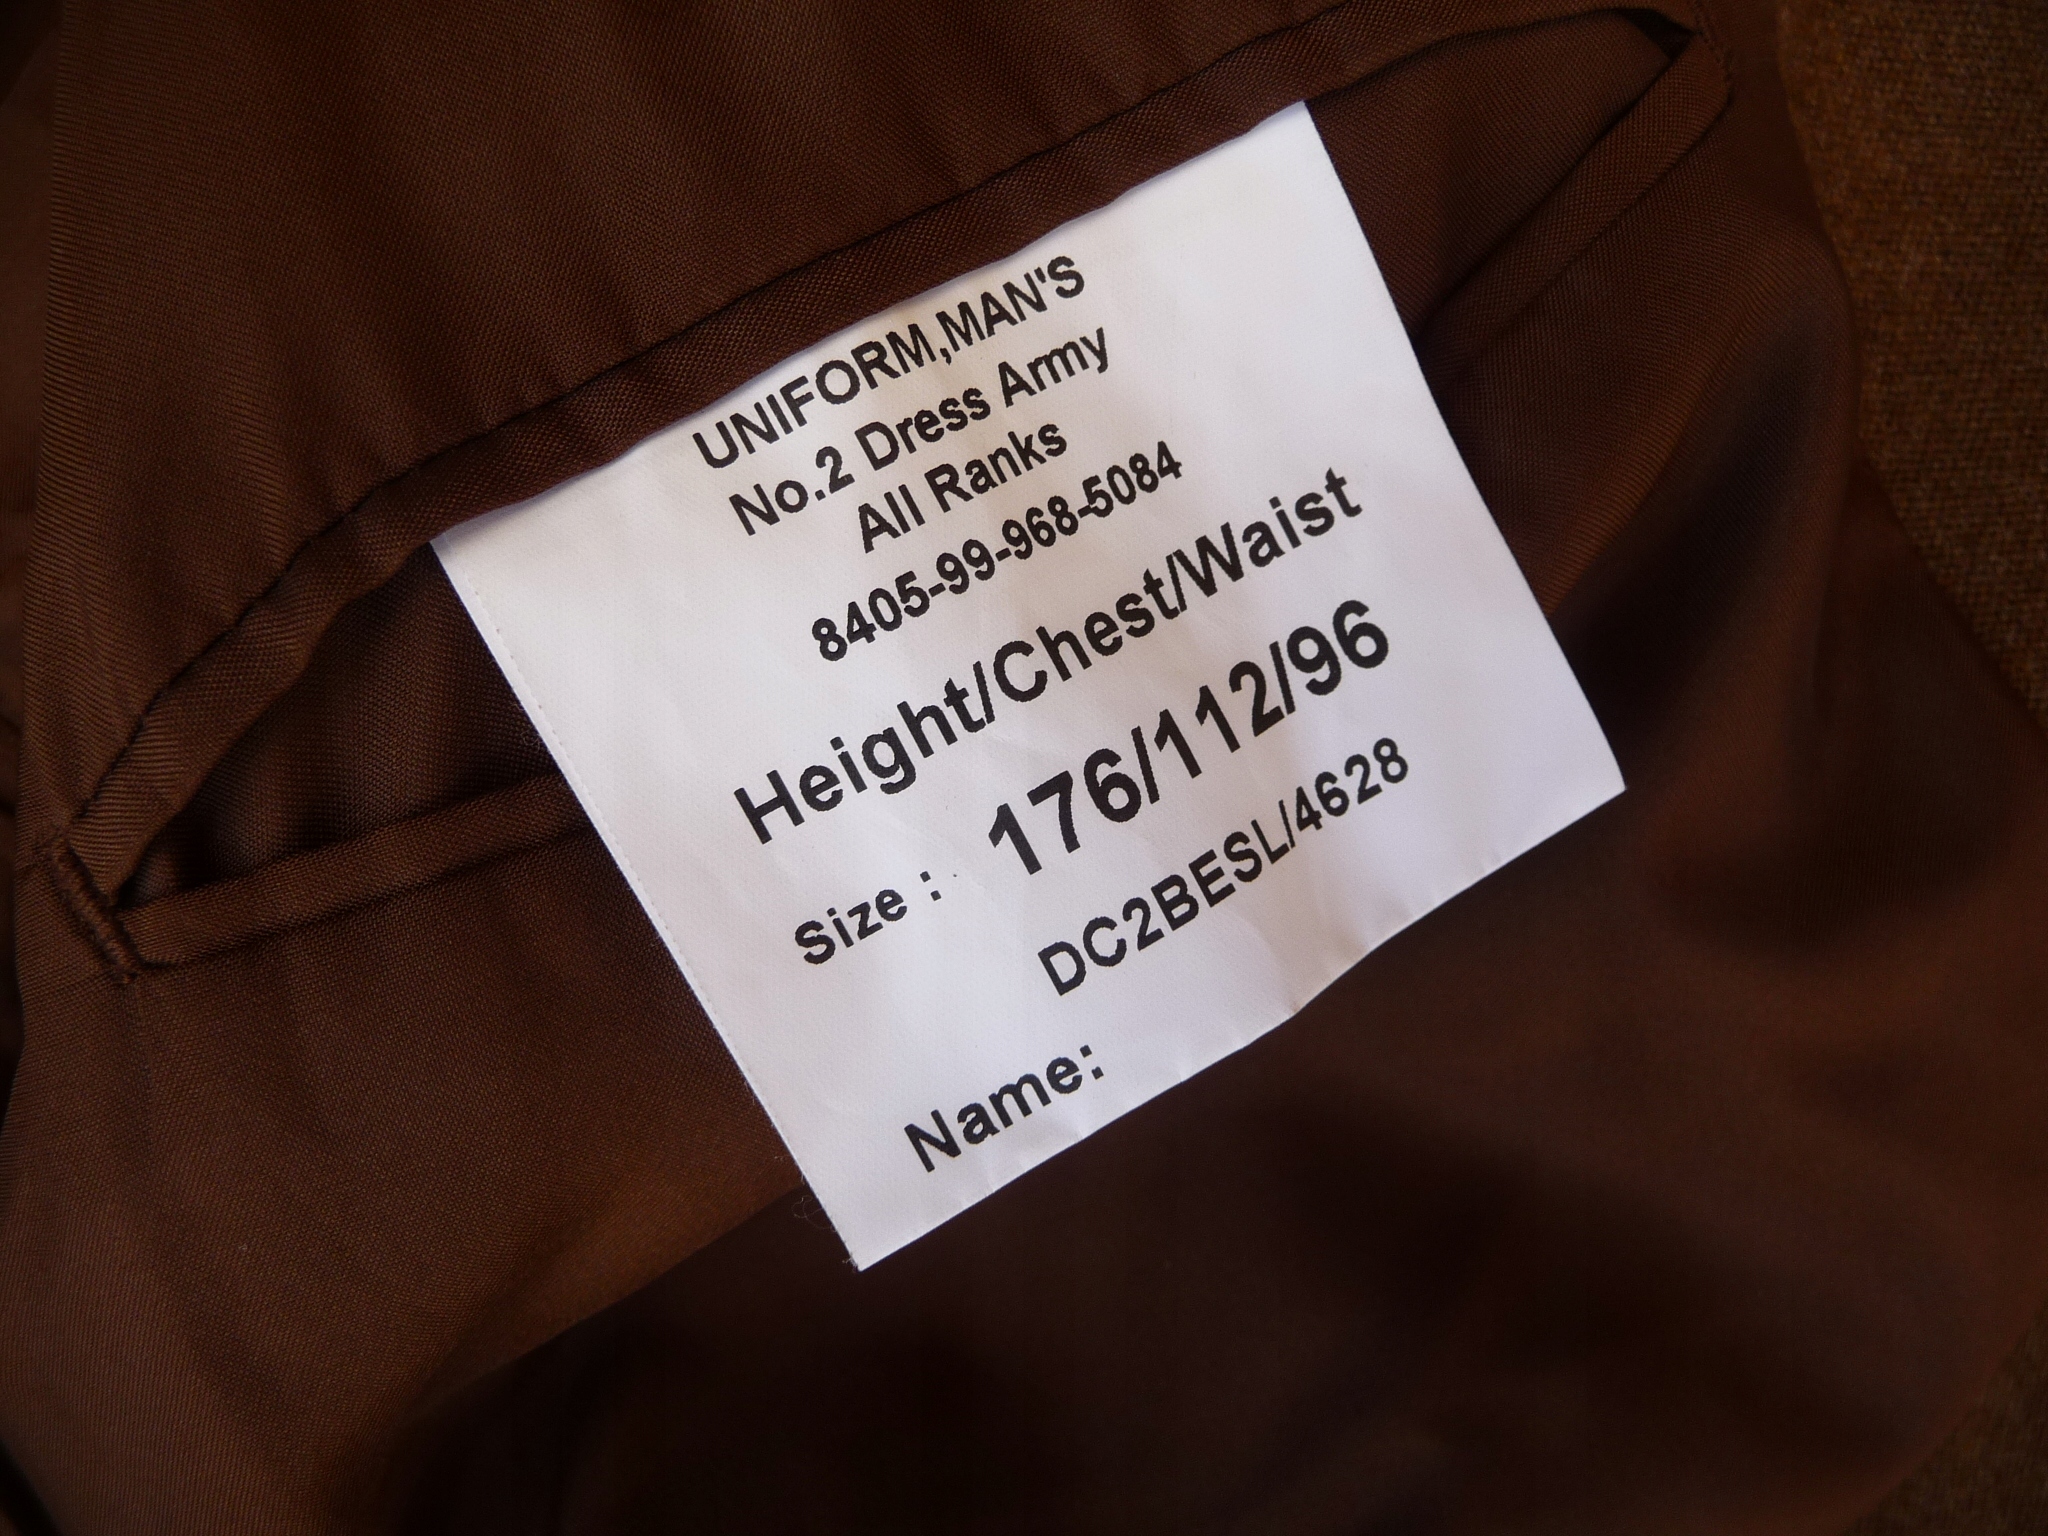 UNIFORM,MAN'S
No.2 Dress Army
All Ranks
8405-99-968-5084
Height/Chest/Waist
Size : 176/112/96
DC2BESL/4628
Name: